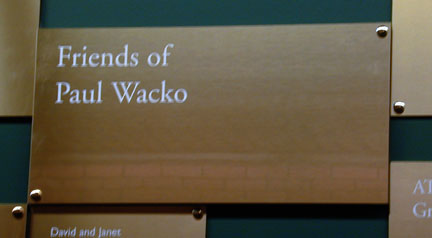 Friends of
Paul Wacko
David and Janet